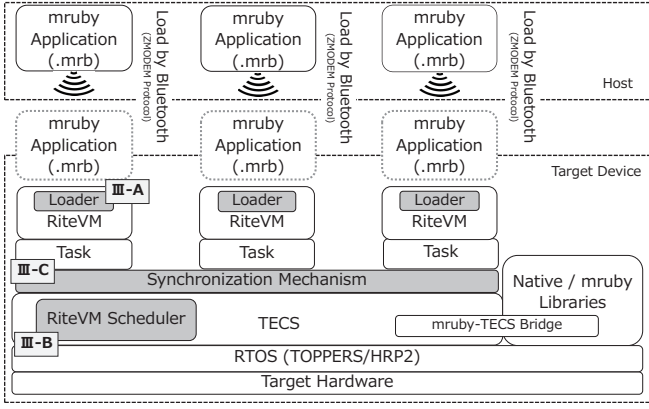 mruby
Application
(.mrb)
Load by Bluetooth
(ZMODEM Protocol)
mruby
Application
(.mrb)
Load by Bluetooth
(ZMODEM Protocol)
mruby
Application
(.mrb)
Load by Bluetooth
(ZMODEM Protocol)
Host
mruby
Application
(.mrb)
mruby
Application
(.mrb)
mruby
Application
(.mrb)
Target Device
Ⅲ-A
Loader
RiteVM
Loader
RiteVM
Loader
RiteVM
Task
Task
Task
Ⅲ-C
Synchronization Mechanism
Native / mruby
Libraries
RiteVM Scheduler
TECS
mruby-TECS Bridge
Ⅲ-B
RTOS (TOPPERS/HRP2)
Target Hardware